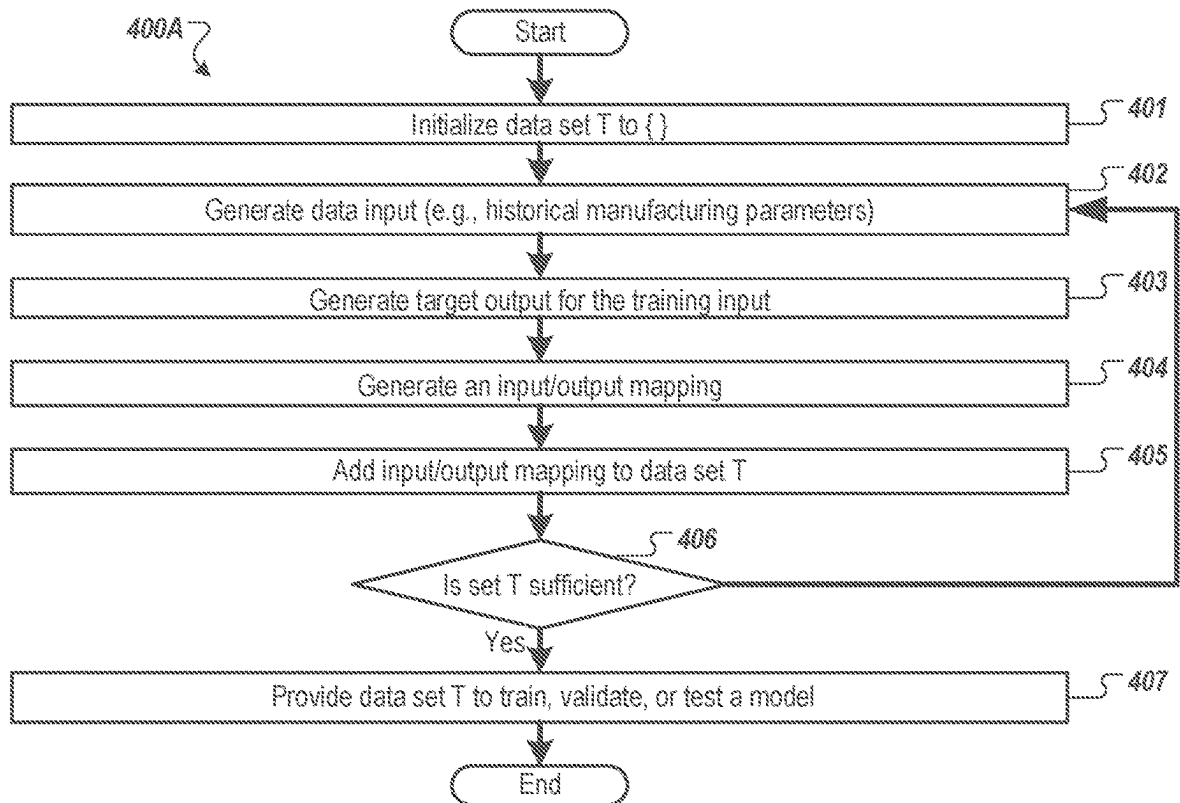 400A
Start
Initialize data set T to { }
401
402
Generate data input (e.g., historical manufacturing parameters)
Generate target output for the training input
403
Generate an input/output mapping
404
Add input/output mapping to data set T
405
406
Is set T sufficient?
Yes
Provide data set T to train, validate, or test a model
407
End